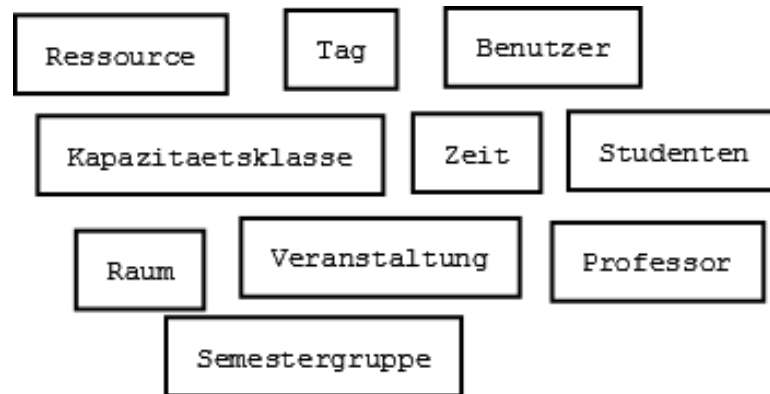 Ressource
Tag
Benutzer
Kapazitaetsklasse
Zeit
Studenten
Raum
Veranstaltung
Professor
Semestergruppe